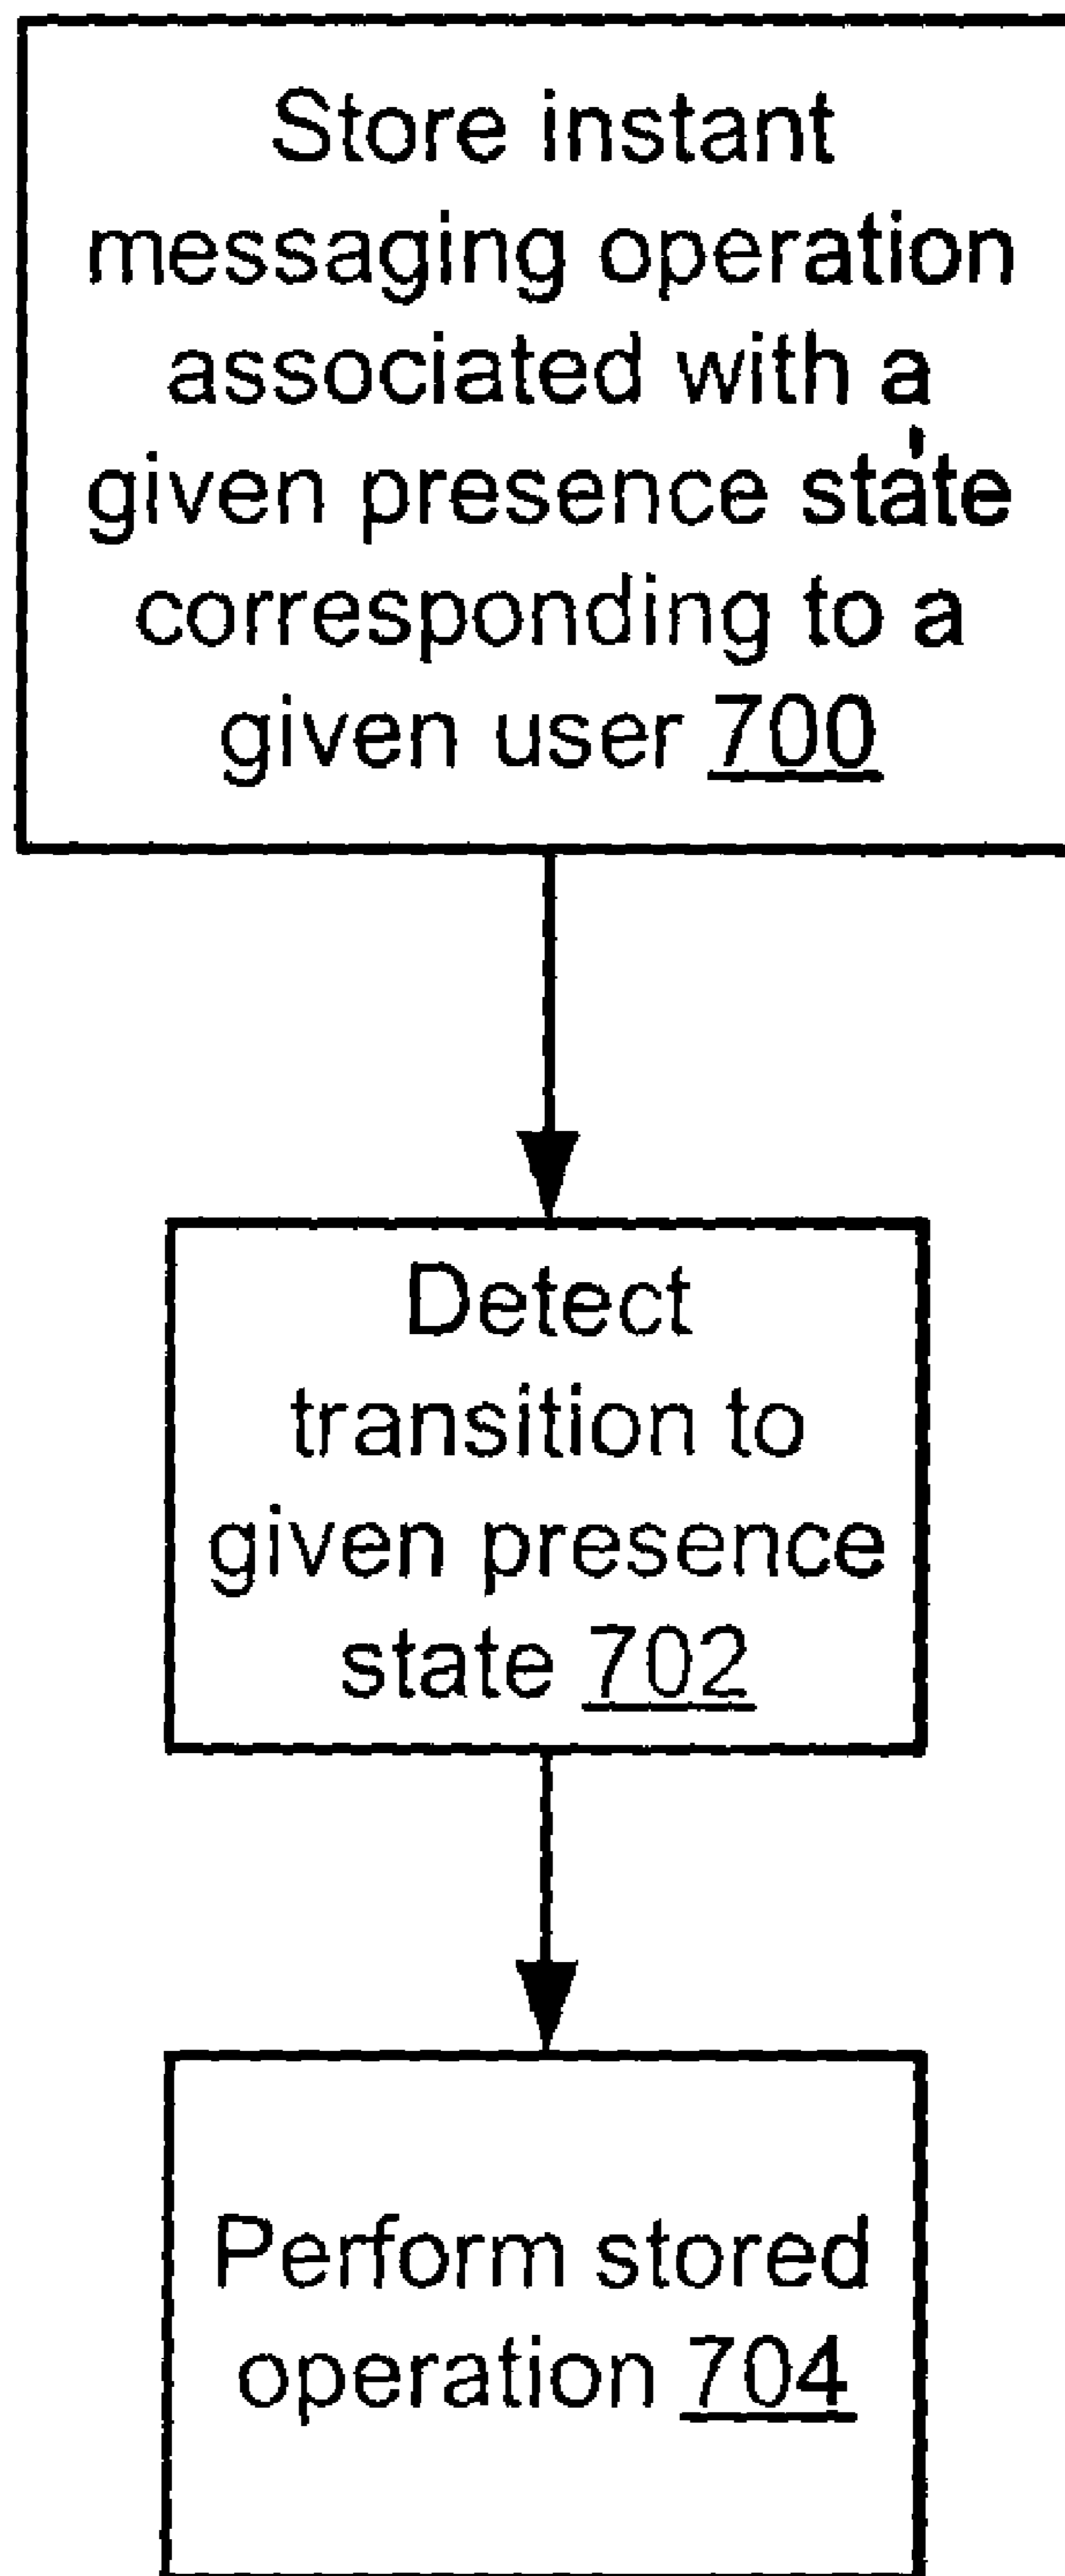 Store instant
messaging operation
associated with a
given presence state
corresponding to a
given user 700
Detect
transition to
given presence
state 702
Perform stored
operation 704